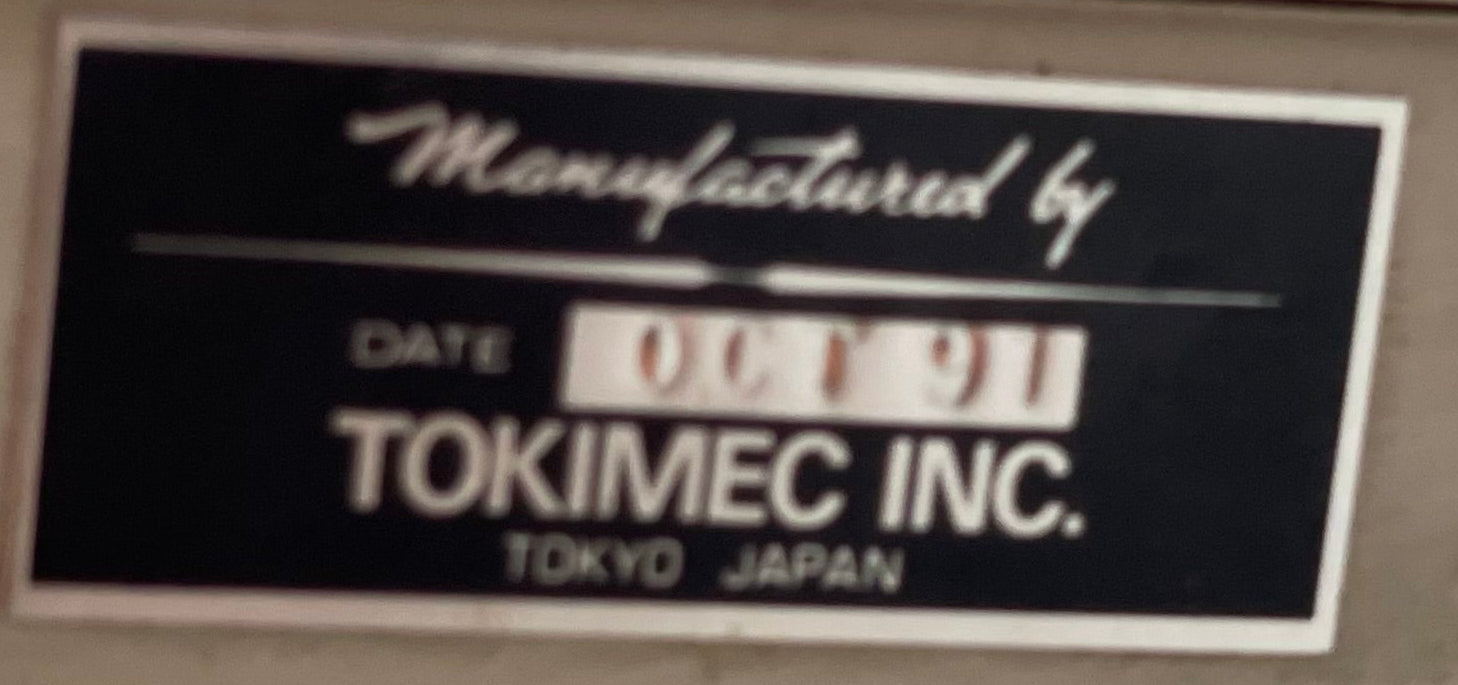 Manufactured by
DATE OCT 91
TOKIMEC INC.
TOKYO JAPAN